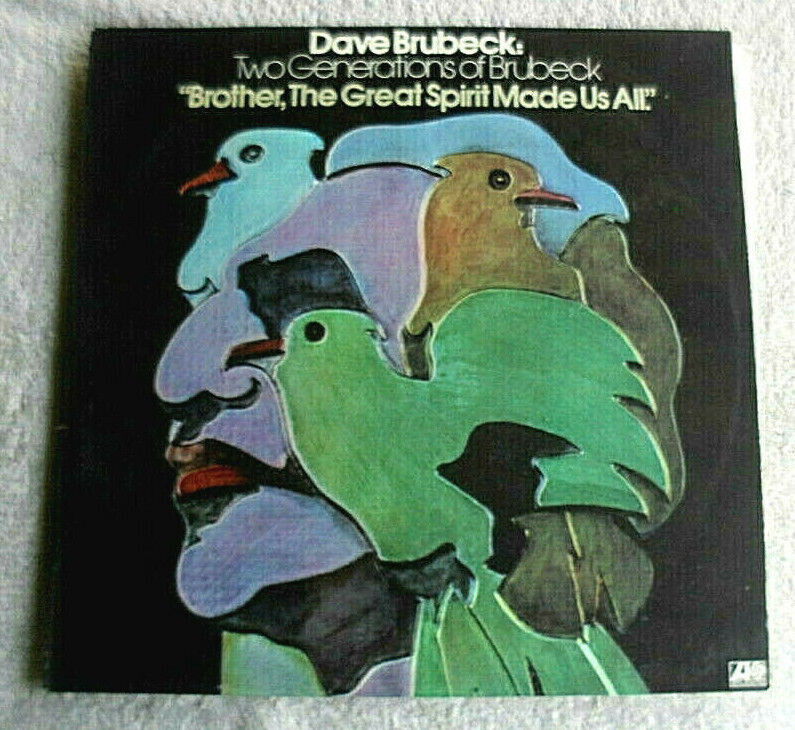 Dave Brubeck:
Two Generations of Brubeck
"Brother, The Great Spirit Made Us All."